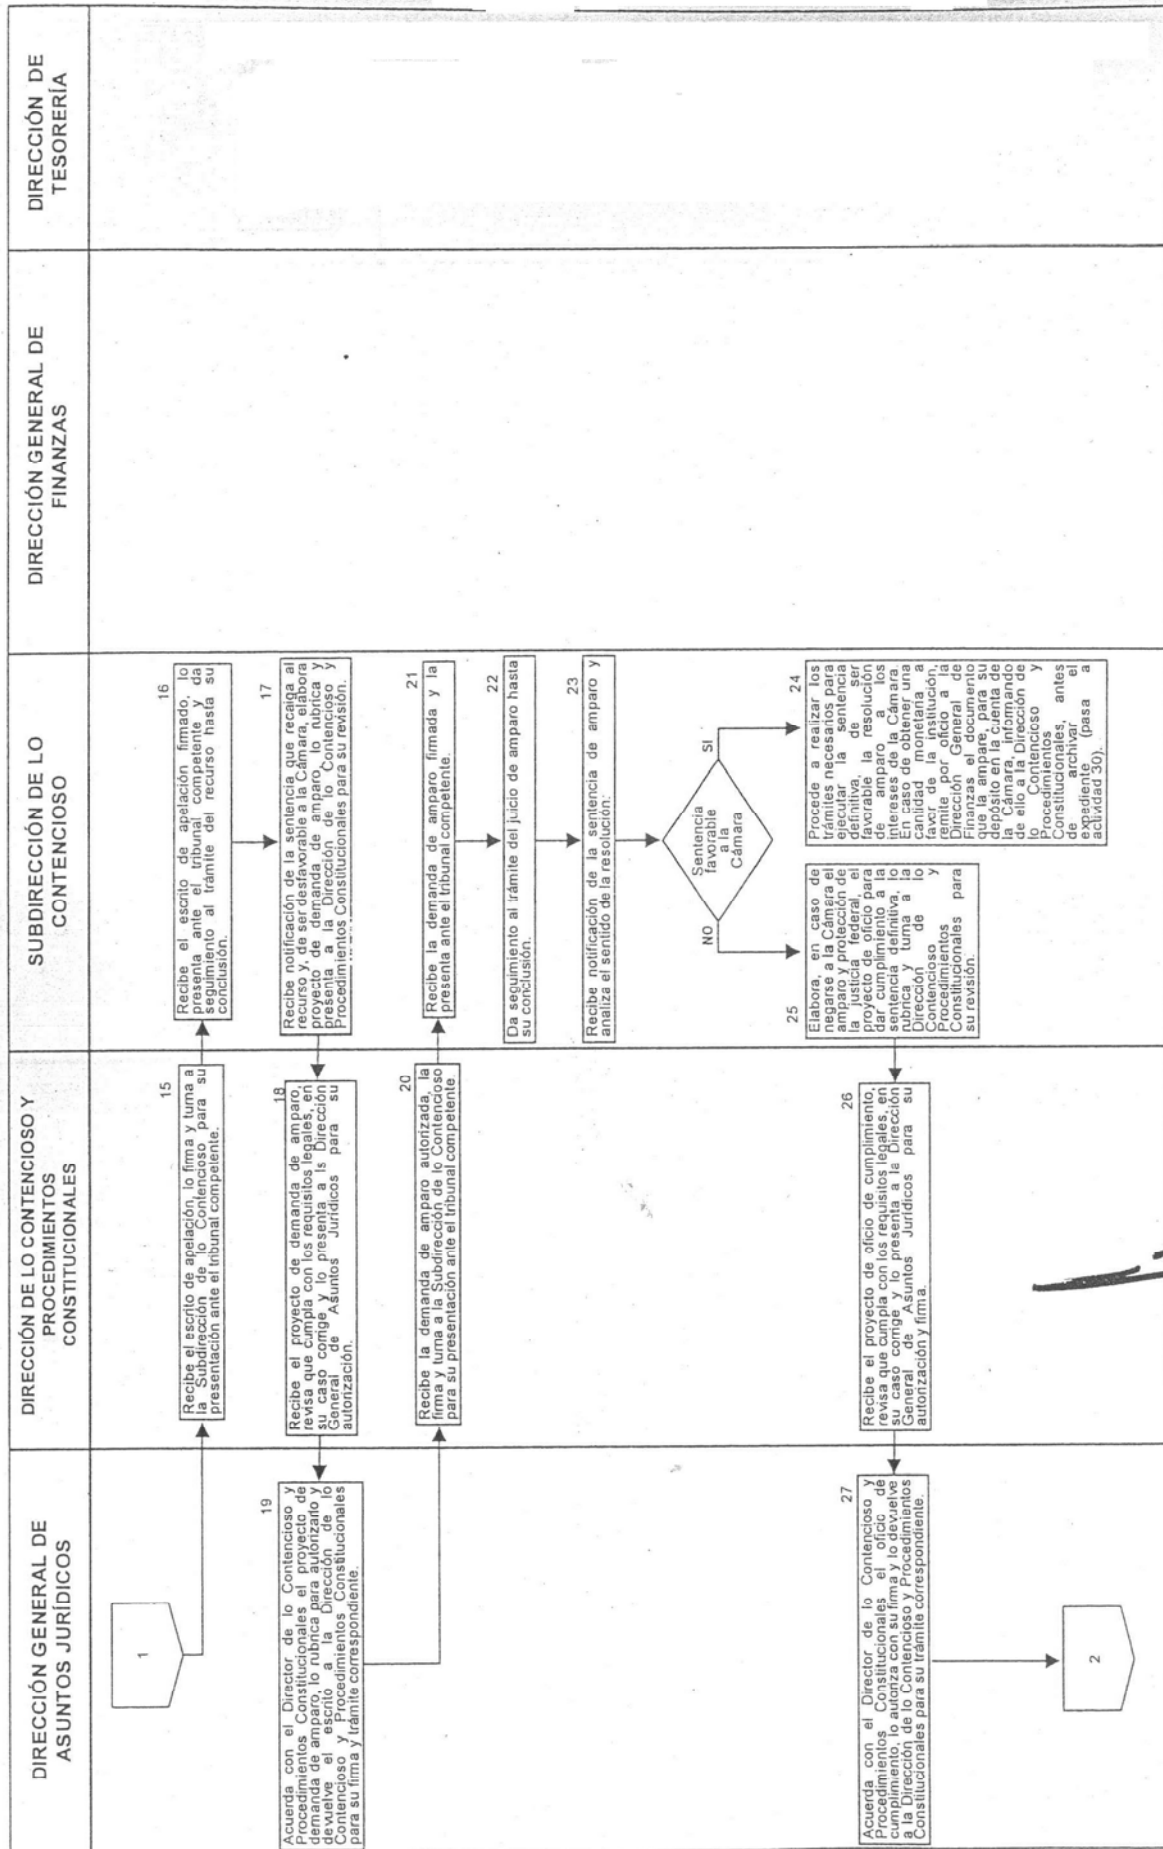 DIRECCIÓN GENERAL DE
ASUNTOS JURÍDICOS
DIRECCIÓN DE LO CONTENCIOSO Y
PROCEDIMIENTOS
CONSTITUCIONALES
SUBDIRECCIÓN DE LO
CONTENCIOSO
DIRECCIÓN GENERAL DE
FINANZAS
DIRECCIÓN DE
TESORERÍA
1
15
Recibe el escrito de apelación, lo firma y turna a
la Subdirección de lo Contencioso para su
presentación ante el tribunal competente.
16
Recibe el escrito de apelación firmado, lo
presenta ante el tribunal competente y da
seguimiento al trámite del recurso hasta su
conclusión.
17
Recibe notificación de la sentencia que recaiga al
recurso y, de ser desfavorable a la Cámara, elabora
proyecto de demanda de amparo, lo rubrica y
presenta a la Dirección de lo Contencioso y
Procedimientos Constitucionales para su revisión.
18
Recibe el proyecto de demanda de amparo,
revisa que cumpla con los requisitos legales, en
su caso corrige y lo presenta a ls Dirección
General de Asuntos Jurídicos para su
autorización.
19
Acuerda con el Director de lo Contencioso y
Procedimientos Constitucionales el proyecto de
demanda de amparo, lo rubrica para autorizarlo y
devuelve el escrito a la Dirección de lo
Contencioso y Procedimientos Constitucionales
para su firma y trámite correspondiente.
20
Recibe la demanda de amparo autorizada, la
firma y turna a la Subdirección de lo Contencioso
para su presentación ante el tribunal competente.
21
Recibe la demanda de amparo firmada y la
presenta ante el tribunal competente.
22
Da seguimiento al trámite del juicio de amparo hasta
su conclusión.
23
Recibe notificación de la sentencia de amparo y
analiza el sentido de la resolución:
Sentencia
favorable
a la
Cámara
NO
SI
24
Procede a realizar los
trámites necesarios para
ejecutar la sentencia
definitiva, de ser
favorable la resolución
de amparo a los
intereses de la Cámara.
En caso de obtener una
cantidad monetaria a
favor de la institución,
remite por oficio a la
Dirección General de
Finanzas el documento
que la ampare, para su
depósito en la cuenta de
la Cámara, informando
de ello a la Dirección de
lo Contencioso y
Procedimientos
Constitucionales, antes
de archivar el
expediente (pasa a
actividad 30).
25
Elabora, en caso de
negarse a la Cámara el
amparo y protección de
la justicia federal, el
proyecto de oficio para
dar cumplimiento a la
sentencia definitiva, lo
rubrica y turna a la
Dirección de lo
Contencioso y
Procedimientos
Constitucionales para
su revisión.
26
Recibe el proyecto de oficio de cumplimiento,
revisa que cumpla con los requisitos legales, en
su caso corrige y lo presenta a la Dirección
General de Asuntos Jurídicos para su
autorización y firma.
27
Acuerda con el Director de lo Contencioso y
Procedimientos Constitucionales el oficio de
cumplimiento, lo autoriza con su firma y lo devuelve
a la Dirección de lo Contencioso y Procedimientos
Constitucionales para su trámite correspondiente.
2